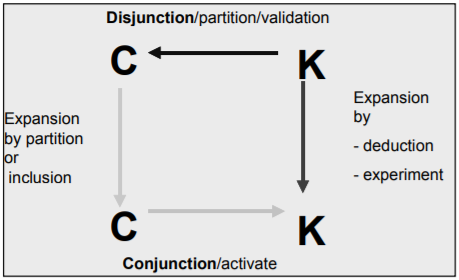 Disjunction/partition/validation
C K
Expansion
by partition
or
inclusion
Expansion
by
- deduction
- experiment
C K
Conjunction/activate